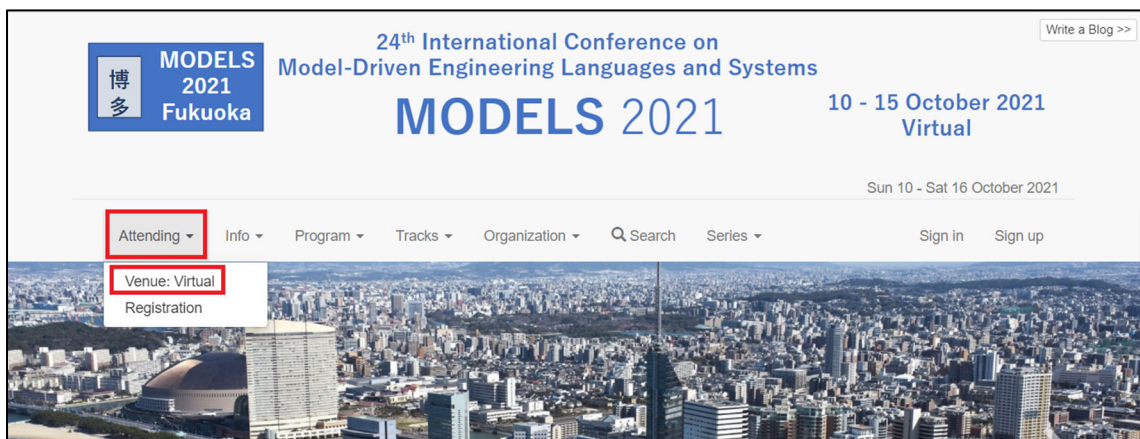 Write a Blog >>
博
多
MODELS
2021
Fukuoka
24th International Conference on
Model-Driven Engineering Languages and Systems
MODELS 2021
10 - 15 October 2021
Virtual
Sun 10 - Sat 16 October 2021
Attending Info Program Tracks Organization Search Series Sign in Sign up
Venue: Virtual
Registration